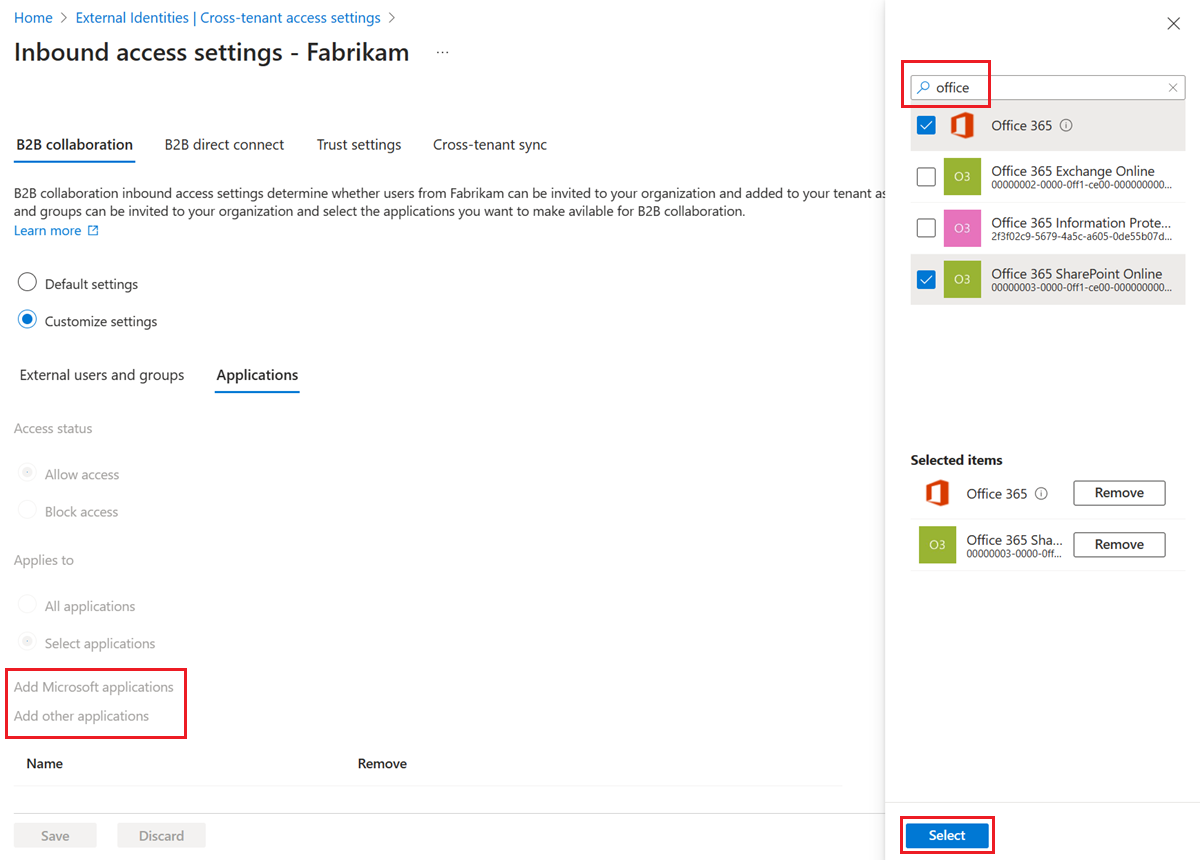 Home > External Identities | Cross-tenant access settings >
Inbound access settings - Fabrikam ...
B2B collaboration B2B direct connect Trust settings Cross-tenant sync
B2B collaboration inbound access settings determine whether users from Fabrikam can be invited to your organization and added to your tenant as
and groups can be invited to your organization and select the applications you want to make avilable for B2B collaboration.
Learn more
Default settings
Customize settings
External users and groups Applications
Access status
Allow access
Block access
Applies to
All applications
Select applications
Add Microsoft applications
Add other applications
Name Remove
Save Discard
office
Office 365
O3
Office 365 Exchange Online
00000002-0000-0ff1-ce00-000000000...
O3
Office 365 Information Prote...
2f3f02c9-5679-4a5c-a605-0de55b07d...
O3
Office 365 SharePoint Online
00000003-0000-0ff1-ce00-000000000...
Selected items
Office 365 Remove
O3
Office 365 Sha... Remove
00000003-0000-0ff...
Select